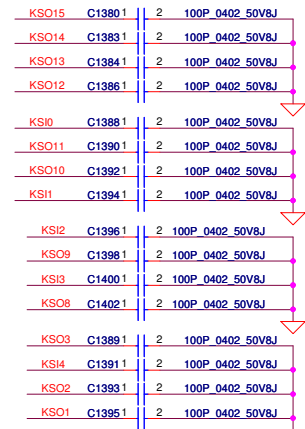 KSO15 C1380 1 2 100P_0402_50V8J
KSO14 C1383 1 2 100P_0402_50V8J
KSO13 C1384 1 2 100P_0402_50V8J
KSO12 C1386 1 2 100P_0402_50V8J
KSI0 C1388 1 2 100P_0402_50V8J
KSO11 C1390 1 2 100P_0402_50V8J
KSO10 C1392 1 2 100P_0402_50V8J
KSI1 C1394 1 2 100P_0402_50V8J
KSI2 C1396 1 2 100P_0402_50V8J
KSO9 C1398 1 2 100P_0402_50V8J
KSI3 C1400 1 2 100P_0402_50V8J
KSO8 C1402 1 2 100P_0402_50V8J
KSO3 C1389 1 2 100P_0402_50V8J
KSI4 C1391 1 2 100P_0402_50V8J
KSO2 C1393 1 2 100P_0402_50V8J
KSO1 C1395 1 2 100P_0402_50V8J